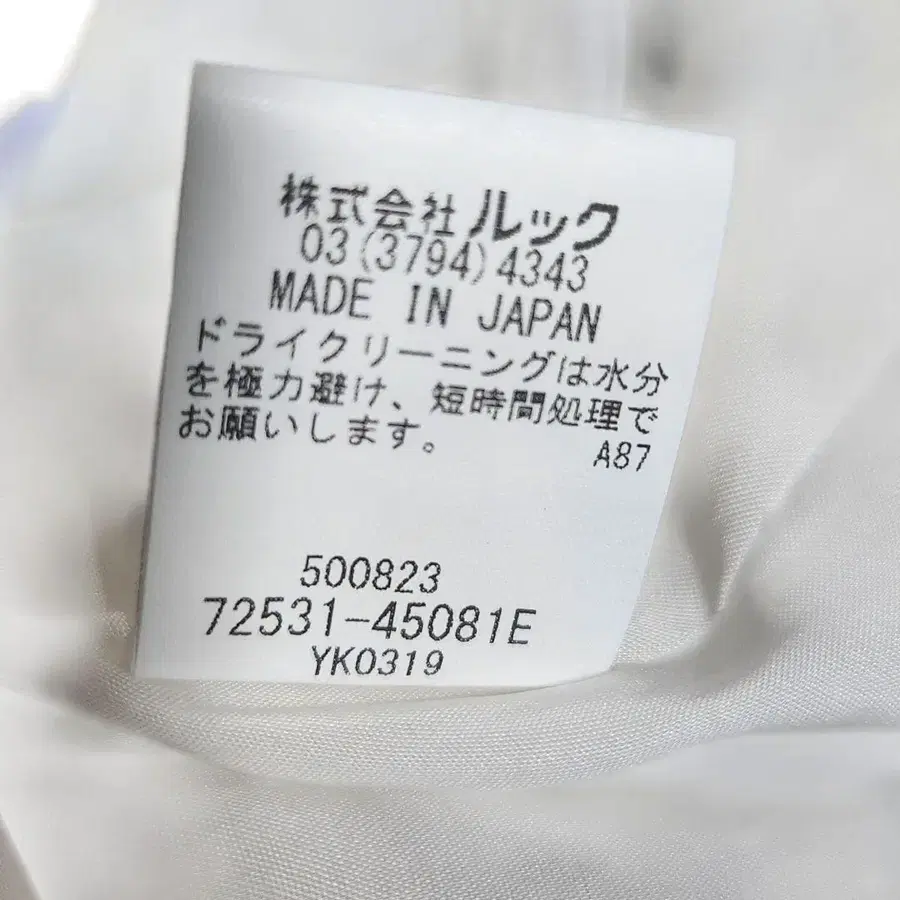 株式会社ルック
03(3794)4343
MADE IN JAPAN
ドライクリーニングは水分
を極力避け、短時間処理で
お願いします。
A87
500823
72531-45081E
YK0319